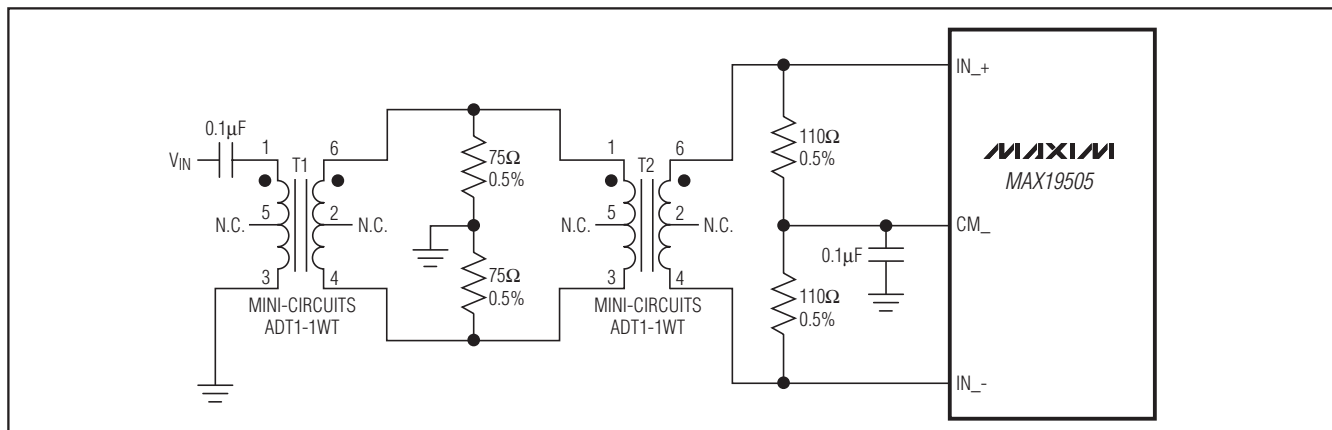 0.1µF
V_IN
1
T1
6
5
2
N.C.
N.C.
3
4
MINI-CIRCUITS
ADT1-1WT
75Ω
0.5%
75Ω
0.5%
1
T2
6
5
2
N.C.
N.C.
3
4
MINI-CIRCUITS
ADT1-1WT
110Ω
0.5%
110Ω
0.5%
0.1µF
IN_+
MAXIM
MAX19505
CM_
IN_-